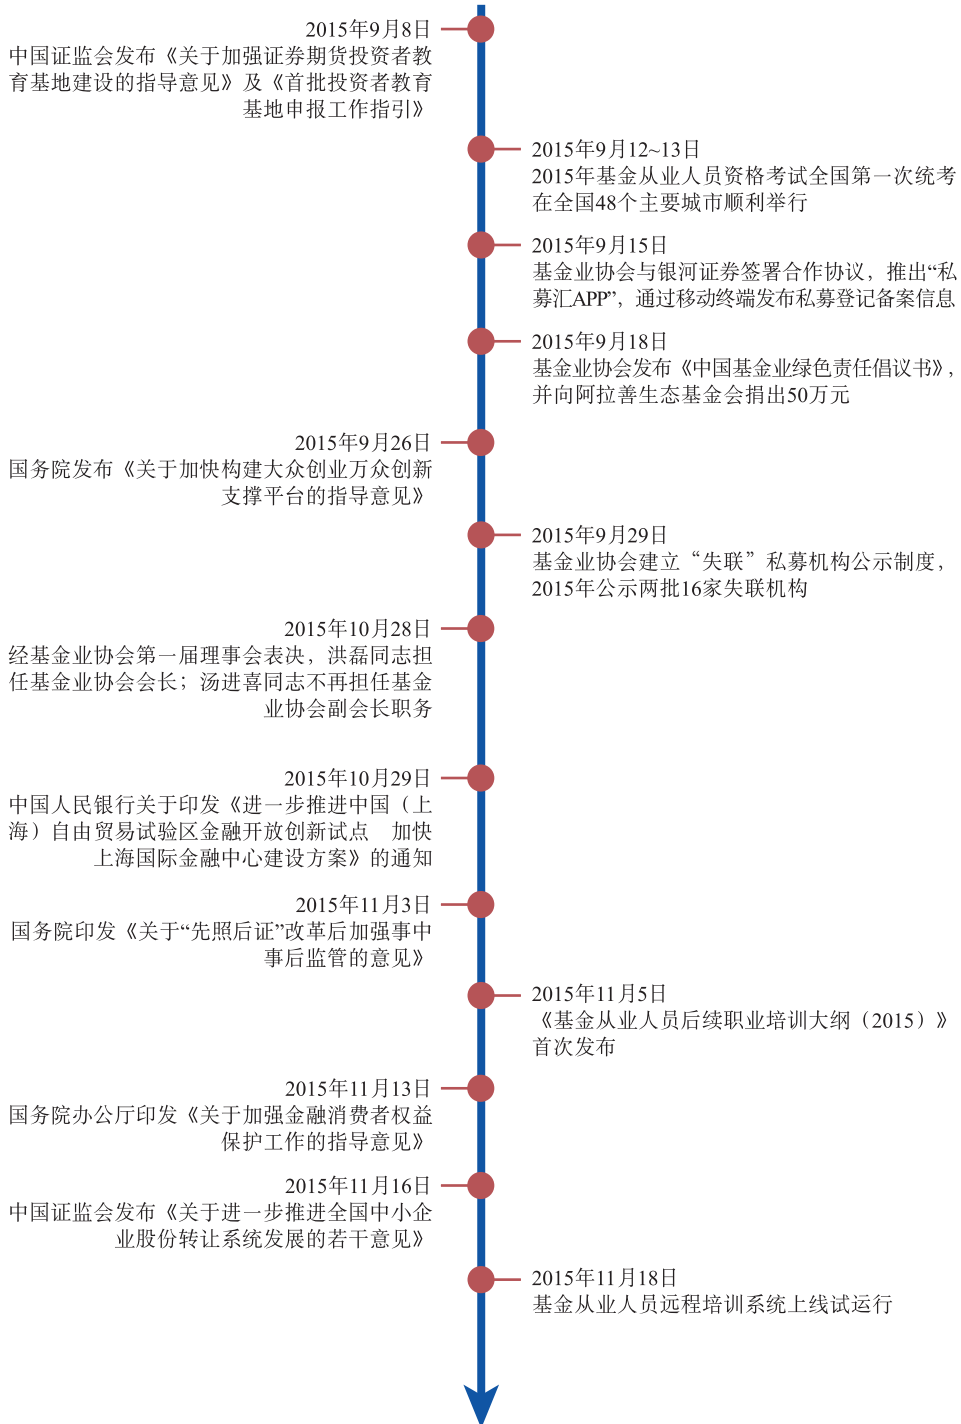 2015年9月8日
中国证监会发布《关于加强证券期货投资者教
育基地建设的指导意见》及《首批投资者教育
基地申报工作指引》
2015年9月12~13日
2015年基金从业人员资格考试全国第一次统考
在全国48个主要城市顺利举行
2015年9月15日
基金业协会与银河证券签署合作协议，推出“私
募汇APP”，通过移动终端发布私募登记备案信息
2015年9月18日
基金业协会发布《中国基金业绿色责任倡议书》，
并向阿拉善生态基金会捐出50万元
2015年9月26日
国务院发布《关于加快构建大众创业万众创新
支撑平台的指导意见》
2015年9月29日
基金业协会建立“失联”私募机构公示制度，
2015年公示两批16家失联机构
2015年10月28日
经基金业协会第一届理事会表决，洪磊同志担
任基金业协会会长；汤进喜同志不再担任基金
业协会副会长职务
2015年10月29日
中国人民银行关于印发《进一步推进中国（上
海）自由贸易试验区金融开放创新试点　加快
上海国际金融中心建设方案》的通知
2015年11月3日
国务院印发《关于“先照后证”改革后加强事中
事后监管的意见》
2015年11月5日
《基金从业人员后续职业培训大纲（2015）》
首次发布
2015年11月13日
国务院办公厅印发《关于加强金融消费者权益
保护工作的指导意见》
2015年11月16日
中国证监会发布《关于进一步推进全国中小企
业股份转让系统发展的若干意见》
2015年11月18日
基金从业人员远程培训系统上线试运行